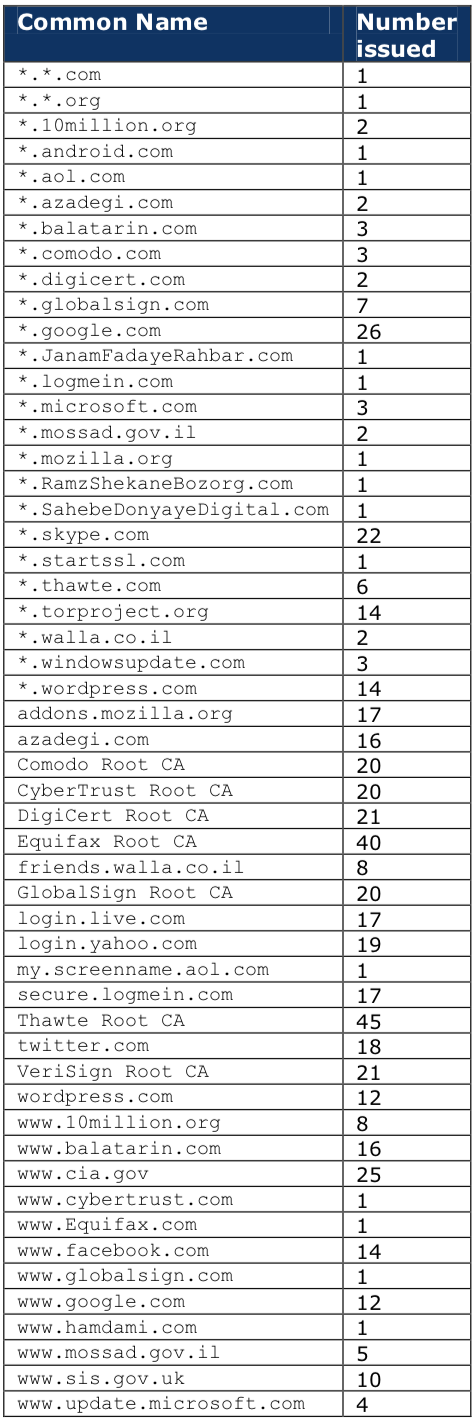 Common Name Number
issued
*.*.com 1
*.*.org 1
*.10million.org 2
*.android.com 1
*.aol.com 1
*.azadegi.com 2
*.balatarin.com 3
*.comodo.com 3
*.digicert.com 2
*.globalsign.com 7
*.google.com 26
*.JanamFadayeRahbar.com 1
*.logmein.com 1
*.microsoft.com 3
*.mossad.gov.il 2
*.mozilla.org 1
*.RamzShekaneBozorg.com 1
*.SahebeDonyayeDigital.com 1
*.skype.com 22
*.startssl.com 1
*.thawte.com 6
*.torproject.org 14
*.walla.co.il 2
*.windowsupdate.com 3
*.wordpress.com 14
addons.mozilla.org 17
azadegi.com 16
Comodo Root CA 20
CyberTrust Root CA 20
DigiCert Root CA 21
Equifax Root CA 40
friends.walla.co.il 8
GlobalSign Root CA 20
login.live.com 17
login.yahoo.com 19
my.screenname.aol.com 1
secure.logmein.com 17
Thawte Root CA 45
twitter.com 18
VeriSign Root CA 21
wordpress.com 12
www.10million.org 8
www.balatarin.com 16
www.cia.gov 25
www.cybertrust.com 1
www.Equifax.com 1
www.facebook.com 14
www.globalsign.com 1
www.google.com 12
www.hamdami.com 1
www.mossad.gov.il 5
www.sis.gov.uk 10
www.update.microsoft.com 4